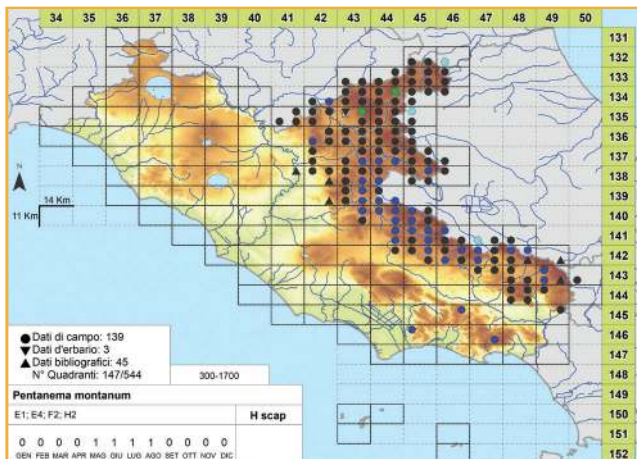 34 35 36 37 38 39 40 41 42 43 44 45 46 47 48 49 50
131
132
133
134
135
136
137
138
139
140
141
142
143
144
145
146
147
148
149
150
151
152
N
14 Km
11 Km
Dati di campo: 139
Dati d'erbario: 3
Dati bibliografici: 45
N° Quadranti: 147/544
300-1700
Pentanema montanum
E1; E4; F2; H2
H scap
0 0 0 0 1 1 1 1 0 0 0 0
GEN FEB MAR APR MAG GIU LUG AGO SET OTT NOV DIC